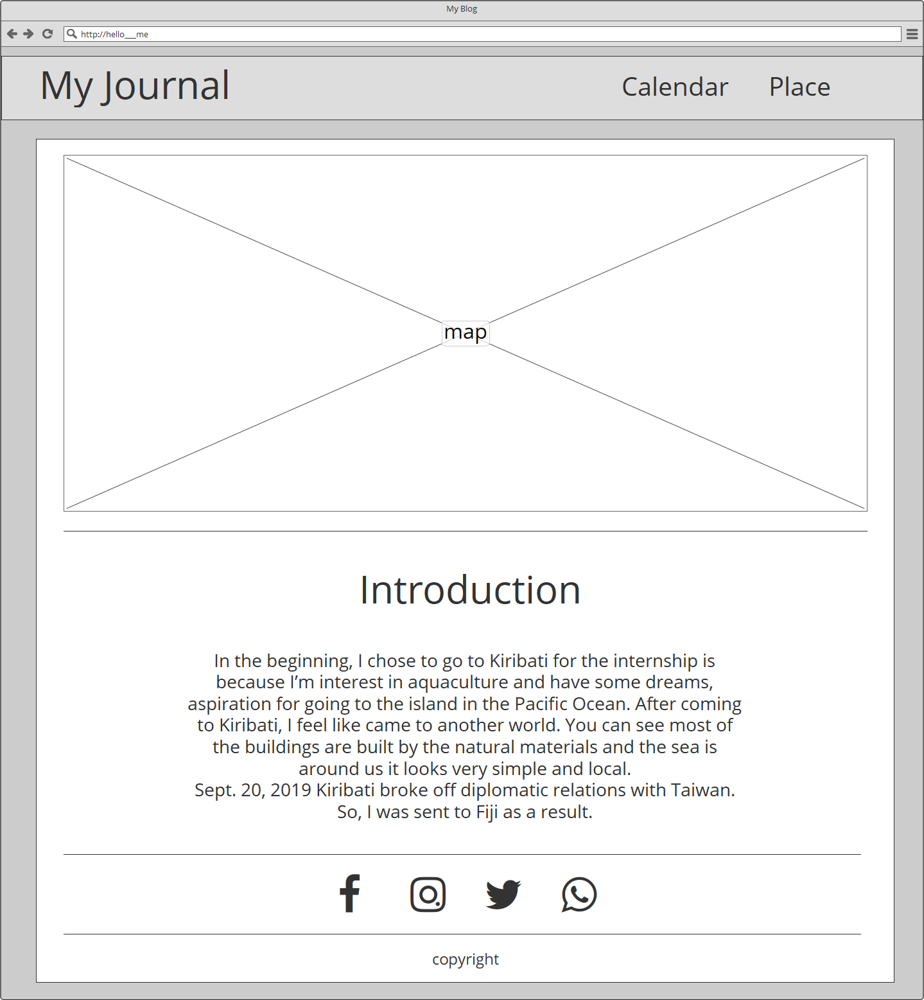 My Blog
http://hello___me
My Journal
Calendar
Place
map
Introduction
In the beginning, I chose to go to Kiribati for the internship is
because I’m interest in aquaculture and have some dreams,
aspiration for going to the island in the Pacific Ocean. After coming
to Kiribati, I feel like came to another world. You can see most of
the buildings are built by the natural materials and the sea is
around us it looks very simple and local.
Sept. 20, 2019 Kiribati broke off diplomatic relations with Taiwan.
So, I was sent to Fiji as a result.
copyright